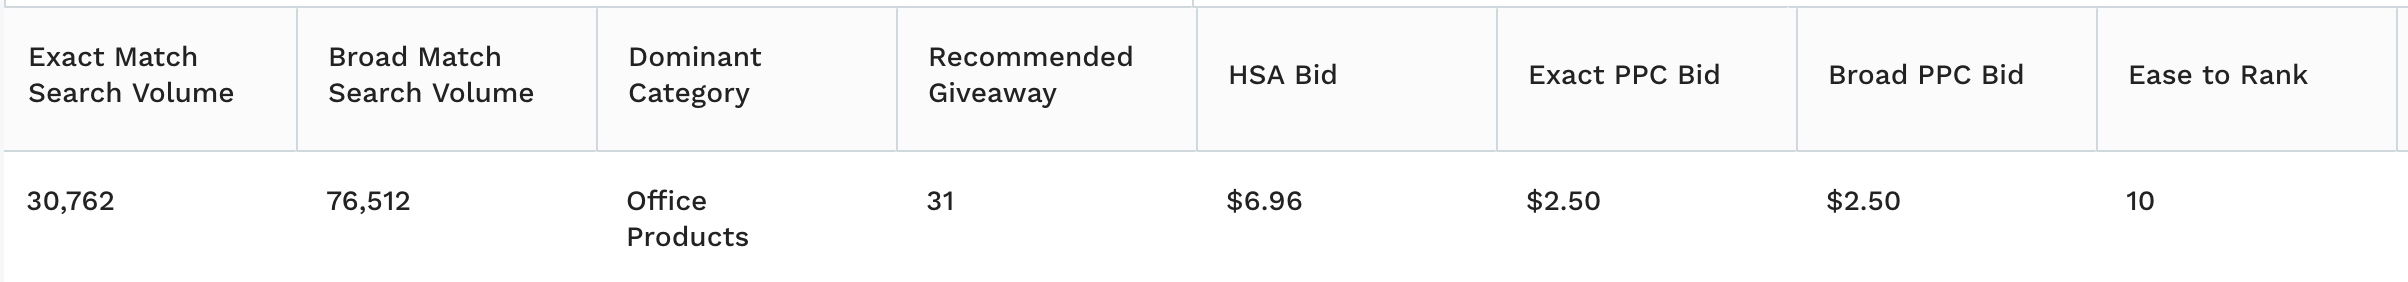 Exact Match
Search Volume
Broad Match
Search Volume
Dominant
Category
Recommended
Giveaway
HSA Bid
Exact PPC Bid
Broad PPC Bid
Ease to Rank
30,762
76,512
Office
Products
31
$6.96
$2.50
$2.50
10